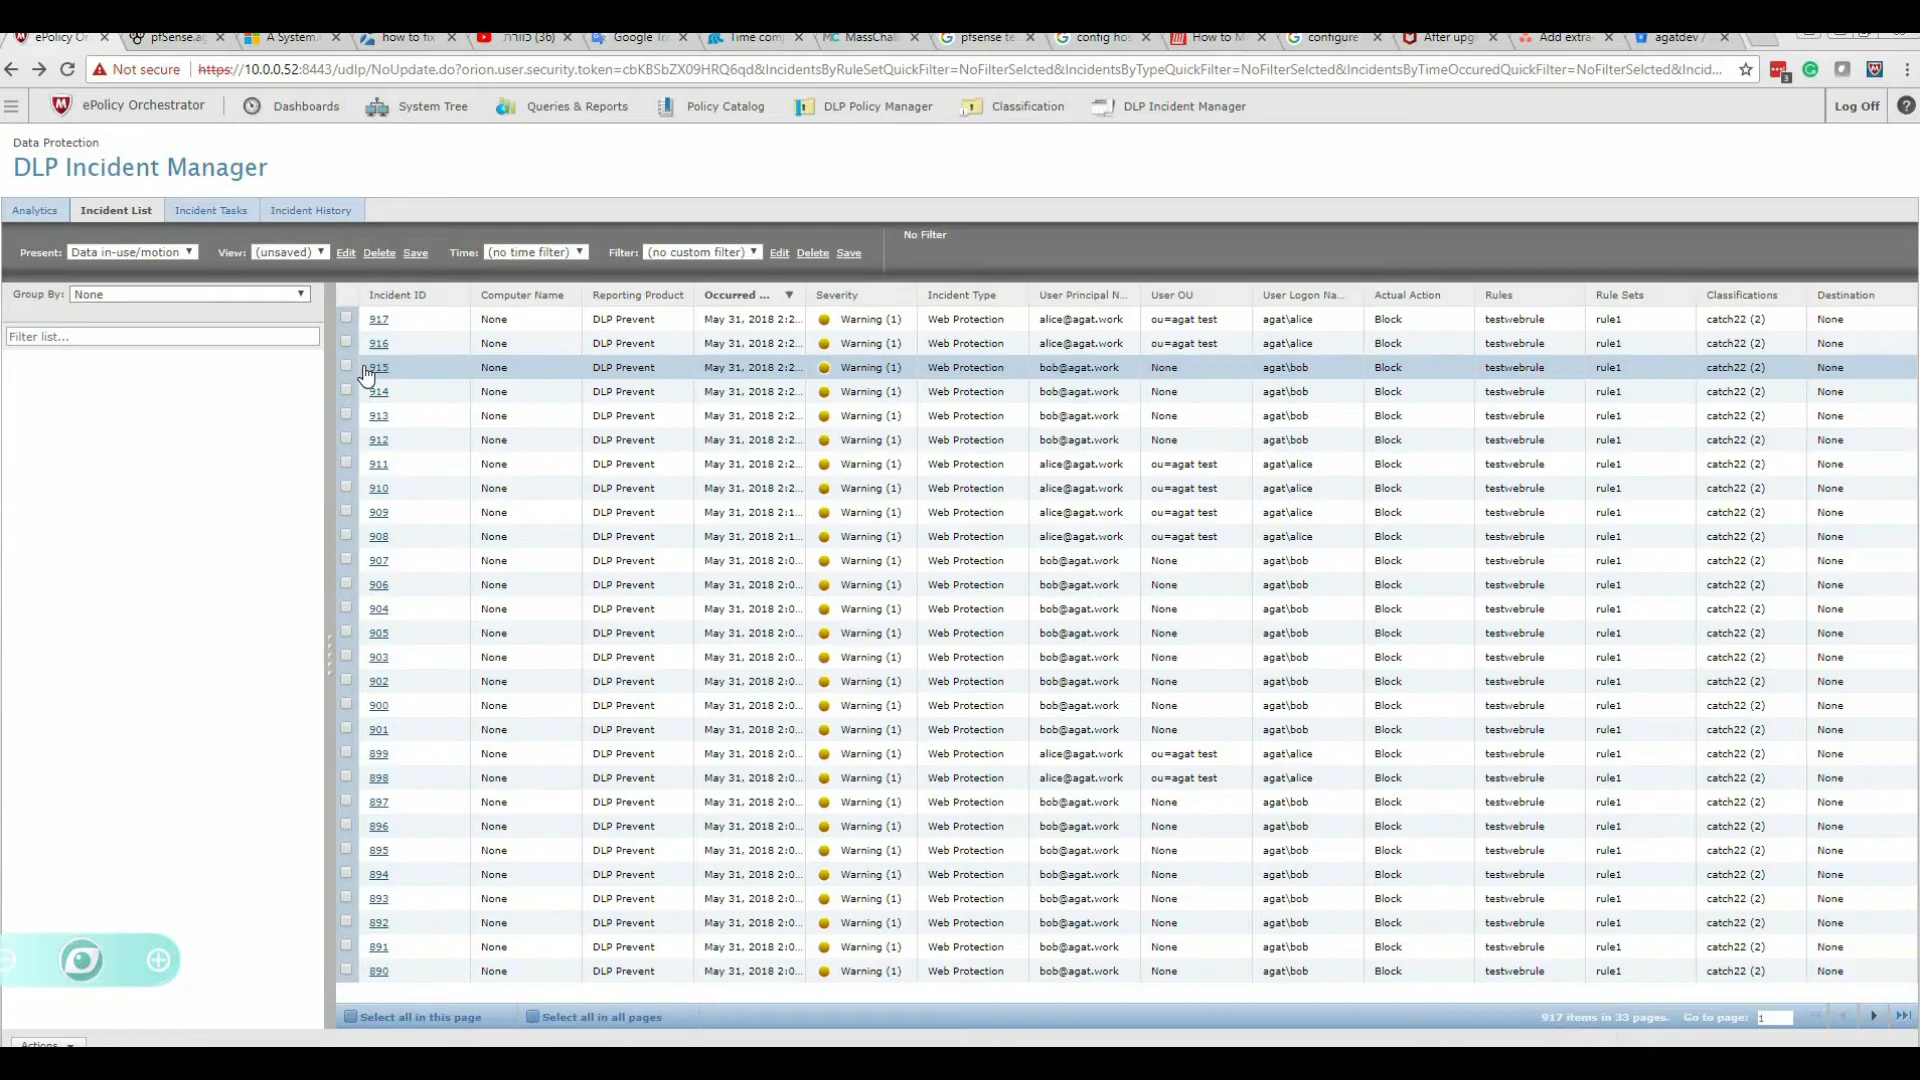 ePolicy Or × pfSense.ag × A System. × how to fix × (36) כוורת × Google Tra × Time com × MassChal × pfsense te × config hos × How to M × configure × After upg × Add extra- × agatdev / ×
Not secure https://10.0.0.52:8443/udlp/NoUpdate.do?orion.user.security.token=cbKBSbZX09HRQ6qd&IncidentsByRuleSetQuickFilter=NoFilterSelcted&IncidentsByTypeQuickFilter=NoFilterSelcted&IncidentsByTimeOccuredQuickFilter=NoFilterSelcted&Incid... 3
ePolicy Orchestrator Dashboards System Tree Queries & Reports Policy Catalog DLP Policy Manager Classification DLP Incident Manager Log Off ?
Data Protection
DLP Incident Manager
Analytics Incident List Incident Tasks Incident History
No Filter
Present: Data in-use/motion View: (unsaved) Edit Delete Save Time: (no time filter) Filter: (no custom filter) Edit Delete Save
Group By: None
Filter list...
Incident ID Computer Name Reporting Product Occurred ... Severity Incident Type User Principal N... User OU User Logon Na... Actual Action Rules Rule Sets Classifications Destination
917 None DLP Prevent May 31, 2018 2:2... Warning (1) Web Protection alice@agat.work ou=agat test agat\alice Block testwebrule rule1 catch22 (2) None
916 None DLP Prevent May 31, 2018 2:2... Warning (1) Web Protection alice@agat.work ou=agat test agat\alice Block testwebrule rule1 catch22 (2) None
915 None DLP Prevent May 31, 2018 2:2... Warning (1) Web Protection bob@agat.work None agat\bob Block testwebrule rule1 catch22 (2) None
914 None DLP Prevent May 31, 2018 2:2... Warning (1) Web Protection bob@agat.work None agat\bob Block testwebrule rule1 catch22 (2) None
913 None DLP Prevent May 31, 2018 2:2... Warning (1) Web Protection bob@agat.work None agat\bob Block testwebrule rule1 catch22 (2) None
912 None DLP Prevent May 31, 2018 2:2... Warning (1) Web Protection bob@agat.work None agat\bob Block testwebrule rule1 catch22 (2) None
911 None DLP Prevent May 31, 2018 2:2... Warning (1) Web Protection alice@agat.work ou=agat test agat\alice Block testwebrule rule1 catch22 (2) None
910 None DLP Prevent May 31, 2018 2:2... Warning (1) Web Protection alice@agat.work ou=agat test agat\alice Block testwebrule rule1 catch22 (2) None
909 None DLP Prevent May 31, 2018 2:1... Warning (1) Web Protection alice@agat.work ou=agat test agat\alice Block testwebrule rule1 catch22 (2) None
908 None DLP Prevent May 31, 2018 2:1... Warning (1) Web Protection alice@agat.work ou=agat test agat\alice Block testwebrule rule1 catch22 (2) None
907 None DLP Prevent May 31, 2018 2:0... Warning (1) Web Protection bob@agat.work None agat\bob Block testwebrule rule1 catch22 (2) None
906 None DLP Prevent May 31, 2018 2:0... Warning (1) Web Protection bob@agat.work None agat\bob Block testwebrule rule1 catch22 (2) None
904 None DLP Prevent May 31, 2018 2:0... Warning (1) Web Protection bob@agat.work None agat\bob Block testwebrule rule1 catch22 (2) None
905 None DLP Prevent May 31, 2018 2:0... Warning (1) Web Protection bob@agat.work None agat\bob Block testwebrule rule1 catch22 (2) None
903 None DLP Prevent May 31, 2018 2:0... Warning (1) Web Protection bob@agat.work None agat\bob Block testwebrule rule1 catch22 (2) None
902 None DLP Prevent May 31, 2018 2:0... Warning (1) Web Protection bob@agat.work None agat\bob Block testwebrule rule1 catch22 (2) None
900 None DLP Prevent May 31, 2018 2:0... Warning (1) Web Protection bob@agat.work None agat\bob Block testwebrule rule1 catch22 (2) None
901 None DLP Prevent May 31, 2018 2:0... Warning (1) Web Protection bob@agat.work None agat\bob Block testwebrule rule1 catch22 (2) None
899 None DLP Prevent May 31, 2018 2:0... Warning (1) Web Protection alice@agat.work ou=agat test agat\alice Block testwebrule rule1 catch22 (2) None
898 None DLP Prevent May 31, 2018 2:0... Warning (1) Web Protection alice@agat.work ou=agat test agat\alice Block testwebrule rule1 catch22 (2) None
897 None DLP Prevent May 31, 2018 2:0... Warning (1) Web Protection bob@agat.work None agat\bob Block testwebrule rule1 catch22 (2) None
896 None DLP Prevent May 31, 2018 2:0... Warning (1) Web Protection bob@agat.work None agat\bob Block testwebrule rule1 catch22 (2) None
895 None DLP Prevent May 31, 2018 2:0... Warning (1) Web Protection bob@agat.work None agat\bob Block testwebrule rule1 catch22 (2) None
894 None DLP Prevent May 31, 2018 2:0... Warning (1) Web Protection bob@agat.work None agat\bob Block testwebrule rule1 catch22 (2) None
893 None DLP Prevent May 31, 2018 2:0... Warning (1) Web Protection bob@agat.work None agat\bob Block testwebrule rule1 catch22 (2) None
892 None DLP Prevent May 31, 2018 2:0... Warning (1) Web Protection bob@agat.work None agat\bob Block testwebrule rule1 catch22 (2) None
891 None DLP Prevent May 31, 2018 2:0... Warning (1) Web Protection bob@agat.work None agat\bob Block testwebrule rule1 catch22 (2) None
890 None DLP Prevent May 31, 2018 2:0... Warning (1) Web Protection bob@agat.work None agat\bob Block testwebrule rule1 catch22 (2) None
Select all in this page Select all in all pages 917 items in 33 pages. Go to page: 1
Actions